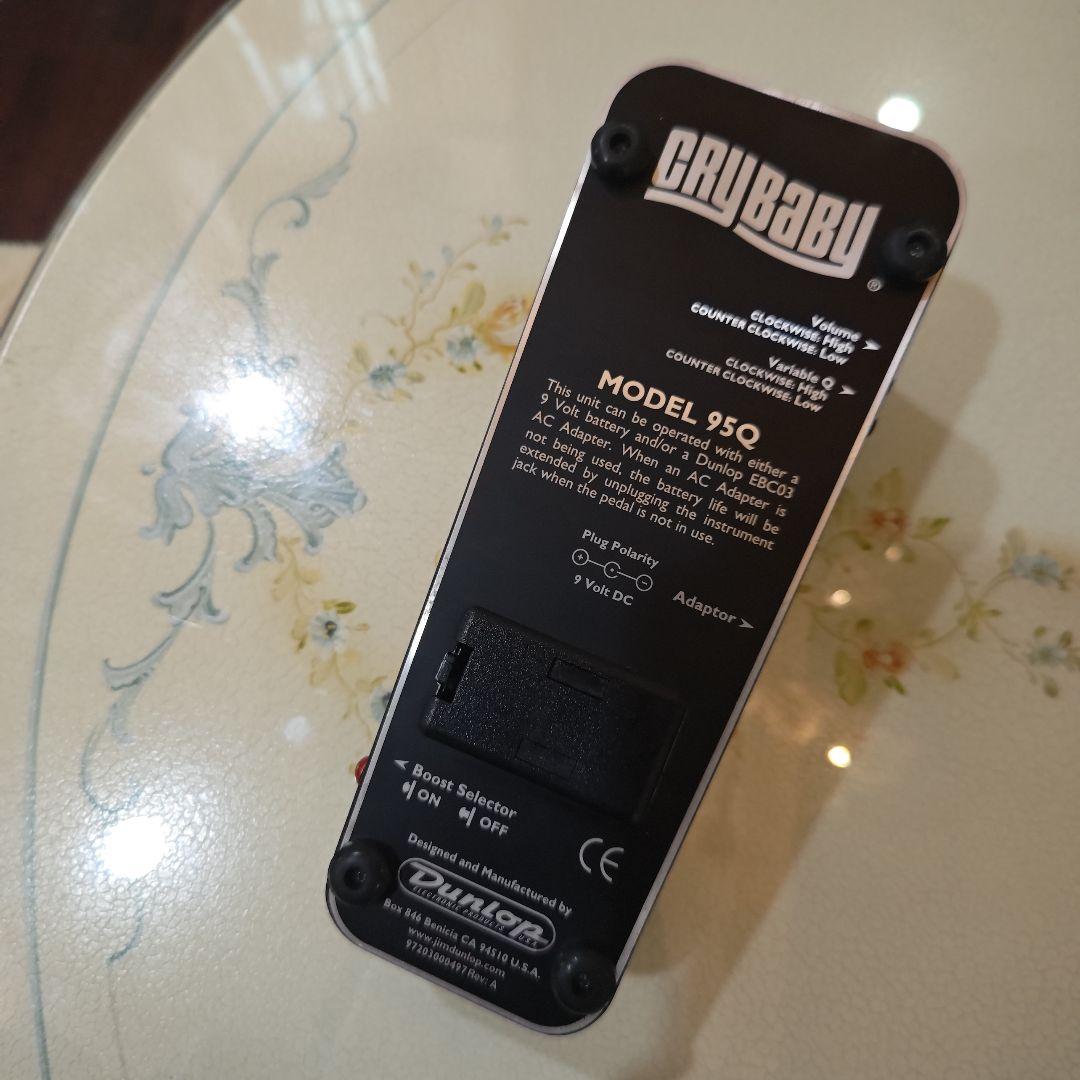 CRYBABY®
Volume
CLOCKWISE: High
COUNTER CLOCKWISE: Low
Variable Q
CLOCKWISE: High
COUNTER CLOCKWISE: Low
MODEL 95Q
This unit can be operated with either a
9 Volt battery and/or a Dunlop EBC03
AC Adapter. When an AC Adapter is
not being used, the battery life will be
extended by unplugging the instrument
jack when the pedal is not in use.
Plug Polarity
+ -
9 Volt DC
Adaptor
Boost Selector
ON OFF
CE
Designed and Manufactured by
Dunlop
ELECTRONIC PRODUCTS U.S.A.
Box 846 Benicia CA 94510 U.S.A.
www.jimdunlop.com
97203000497 Rev: A